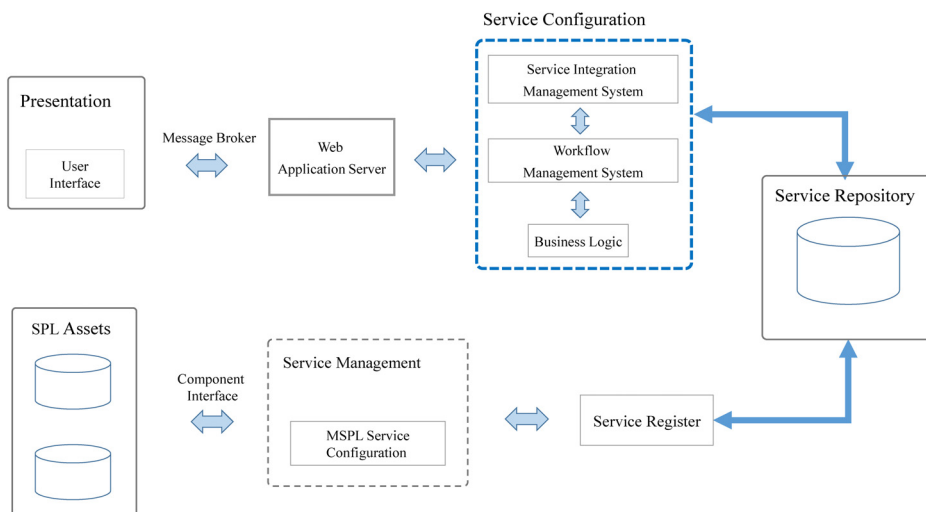 Service Configuration
Service Integration
Management System
Presentation
Message Broker
Web
Application Server
Workflow
Management System
User
Interface
Service Repository
Business Logic
SPL Assets
Service Management
Component
Interface
Service Register
MSPL Service
Configuration